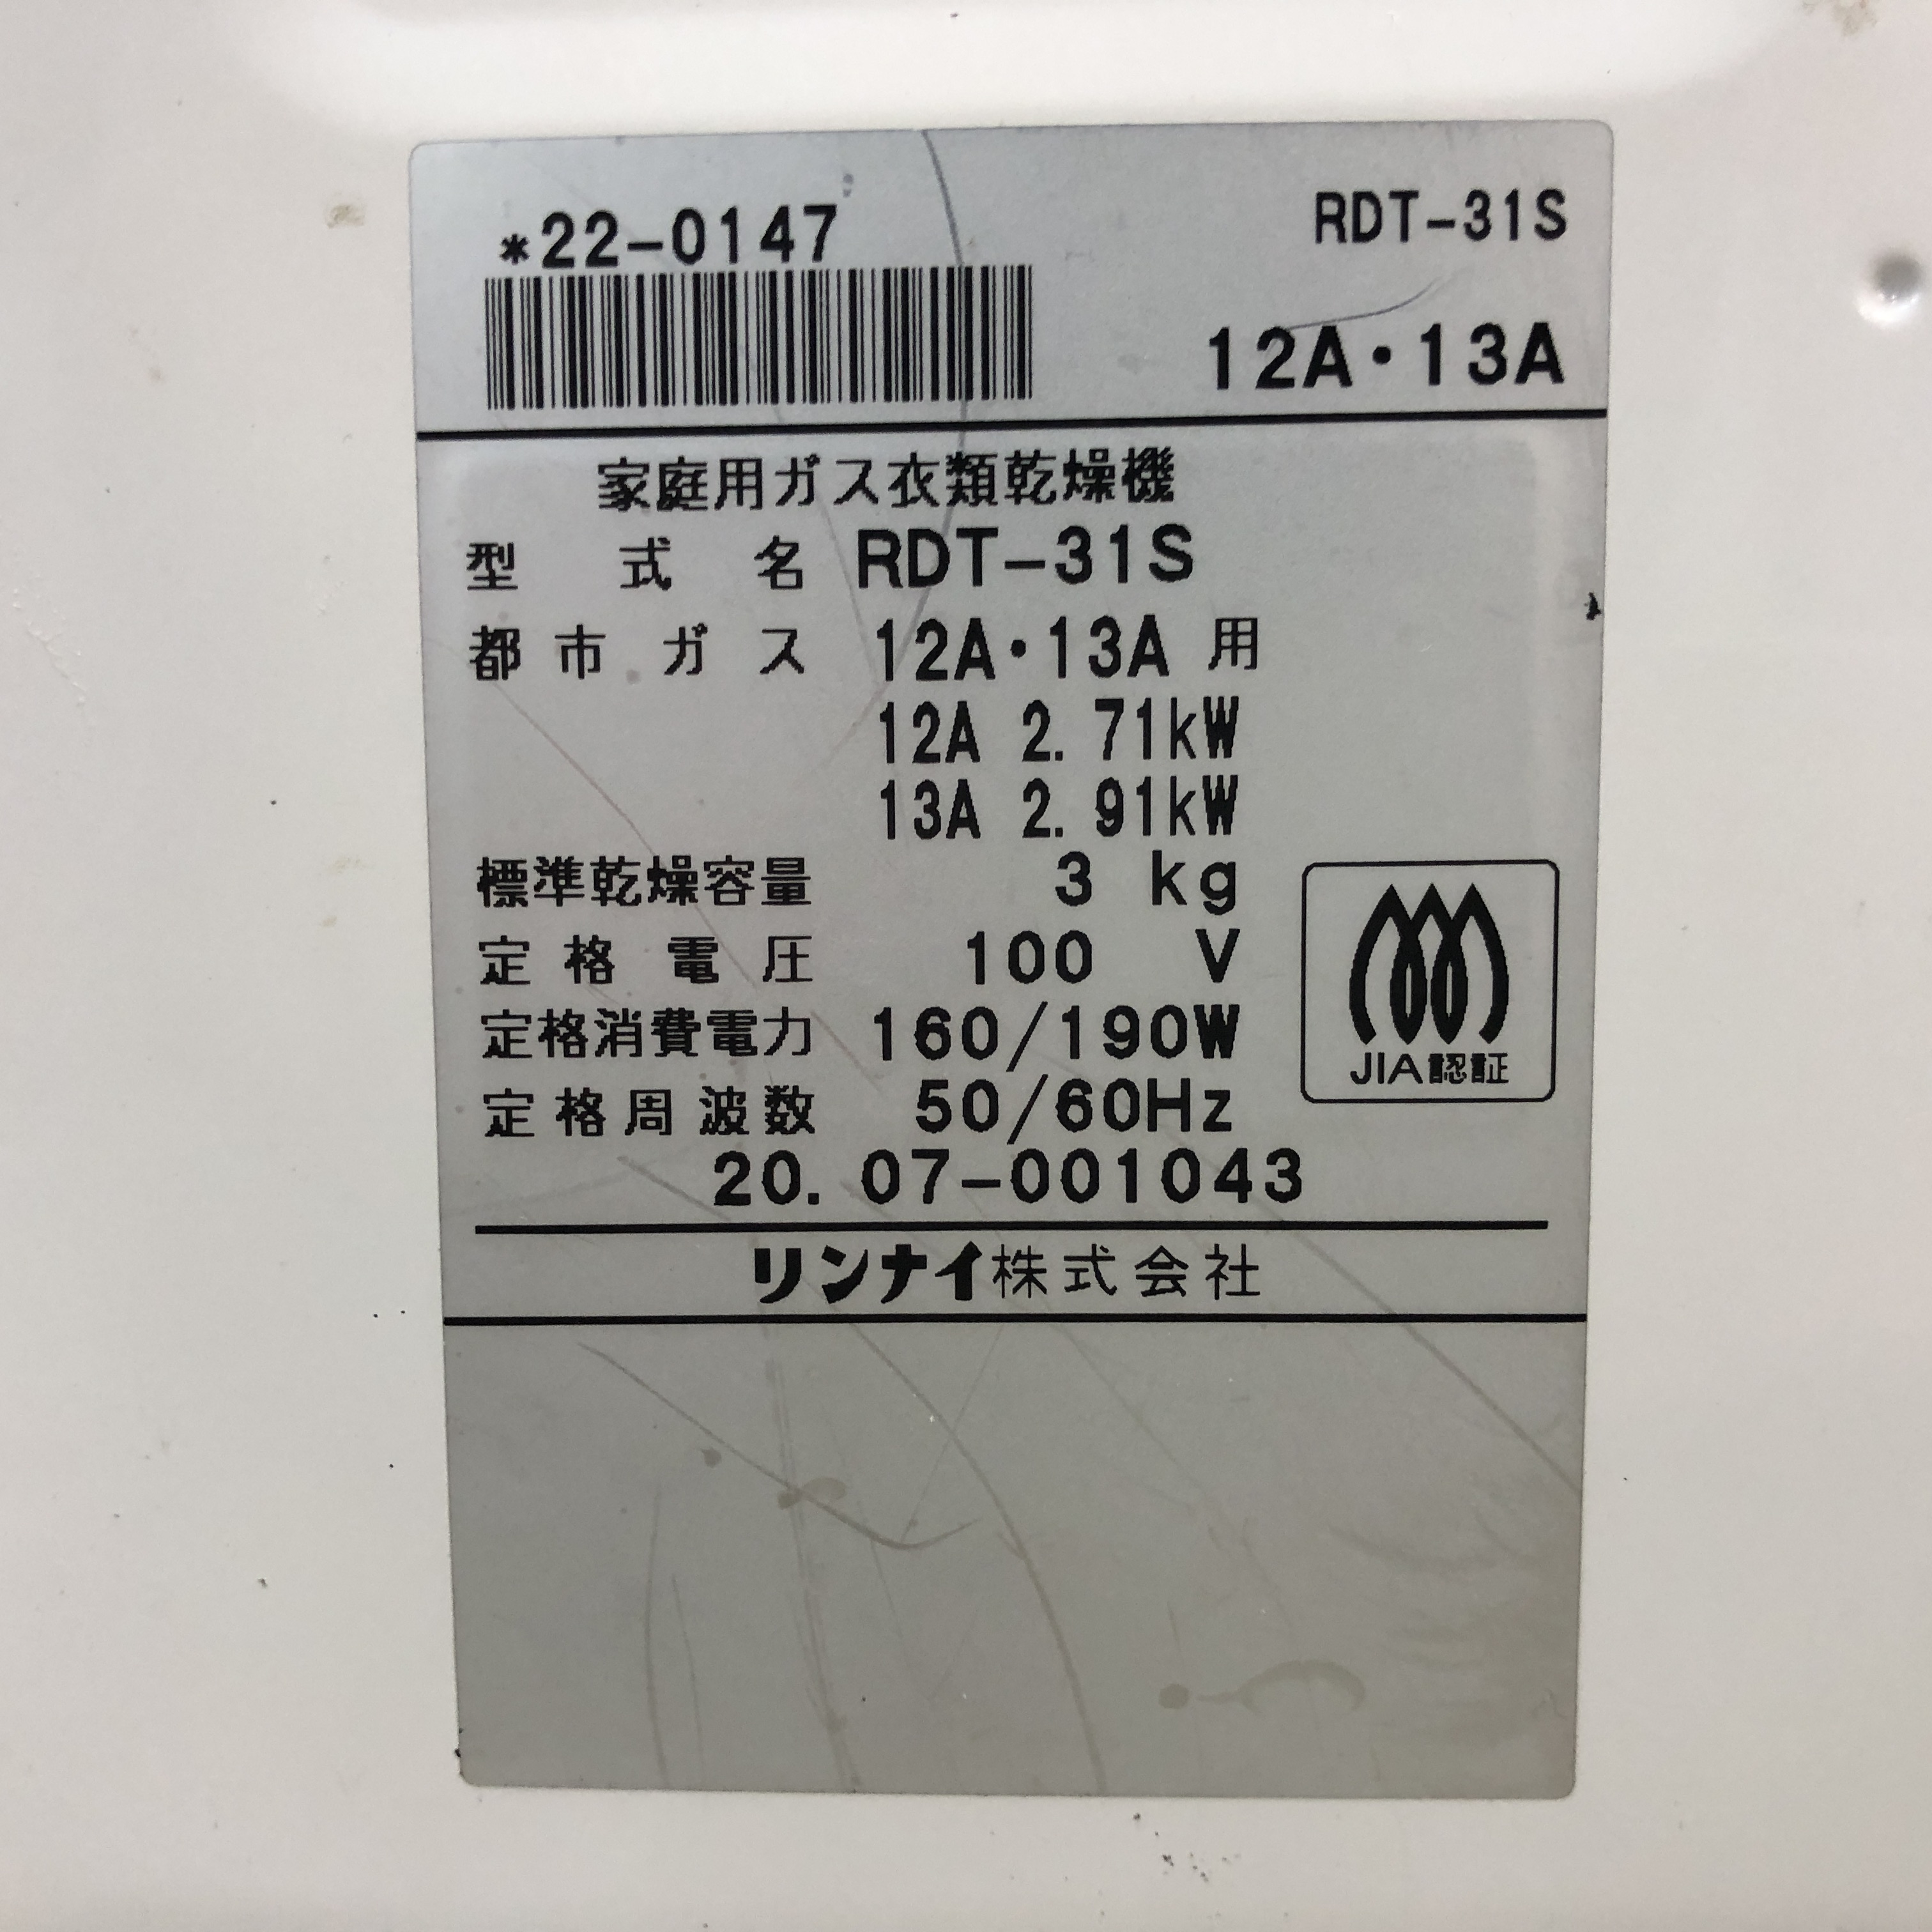 *22-0147
RDT-31S
12A・13A
家庭用ガス衣類乾燥機
型式名 RDT-31S
都市ガス 12A・13A 用
12A 2.71kW
13A 2.91kW
標準乾燥容量 3 kg
定格電圧 100 V
定格消費電力 160/190W
定格周波数 50/60Hz
JIA認証
20.07-001043
リンナイ株式会社